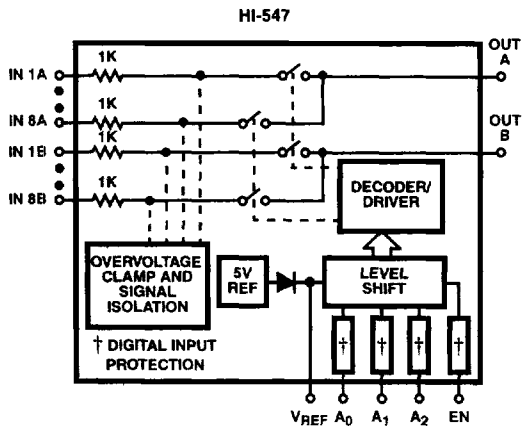 HI-547
OUT
A
IN 1A
1K
1K
IN 8A
OUT
B
1K
IN 1B
1K
IN 8B
DECODER/
DRIVER
OVERVOLTAGE
CLAMP AND
SIGNAL
ISOLATION
5V
REF
LEVEL
SHIFT
† DIGITAL INPUT
PROTECTION
† † † †
VREF A0 A1 A2 EN